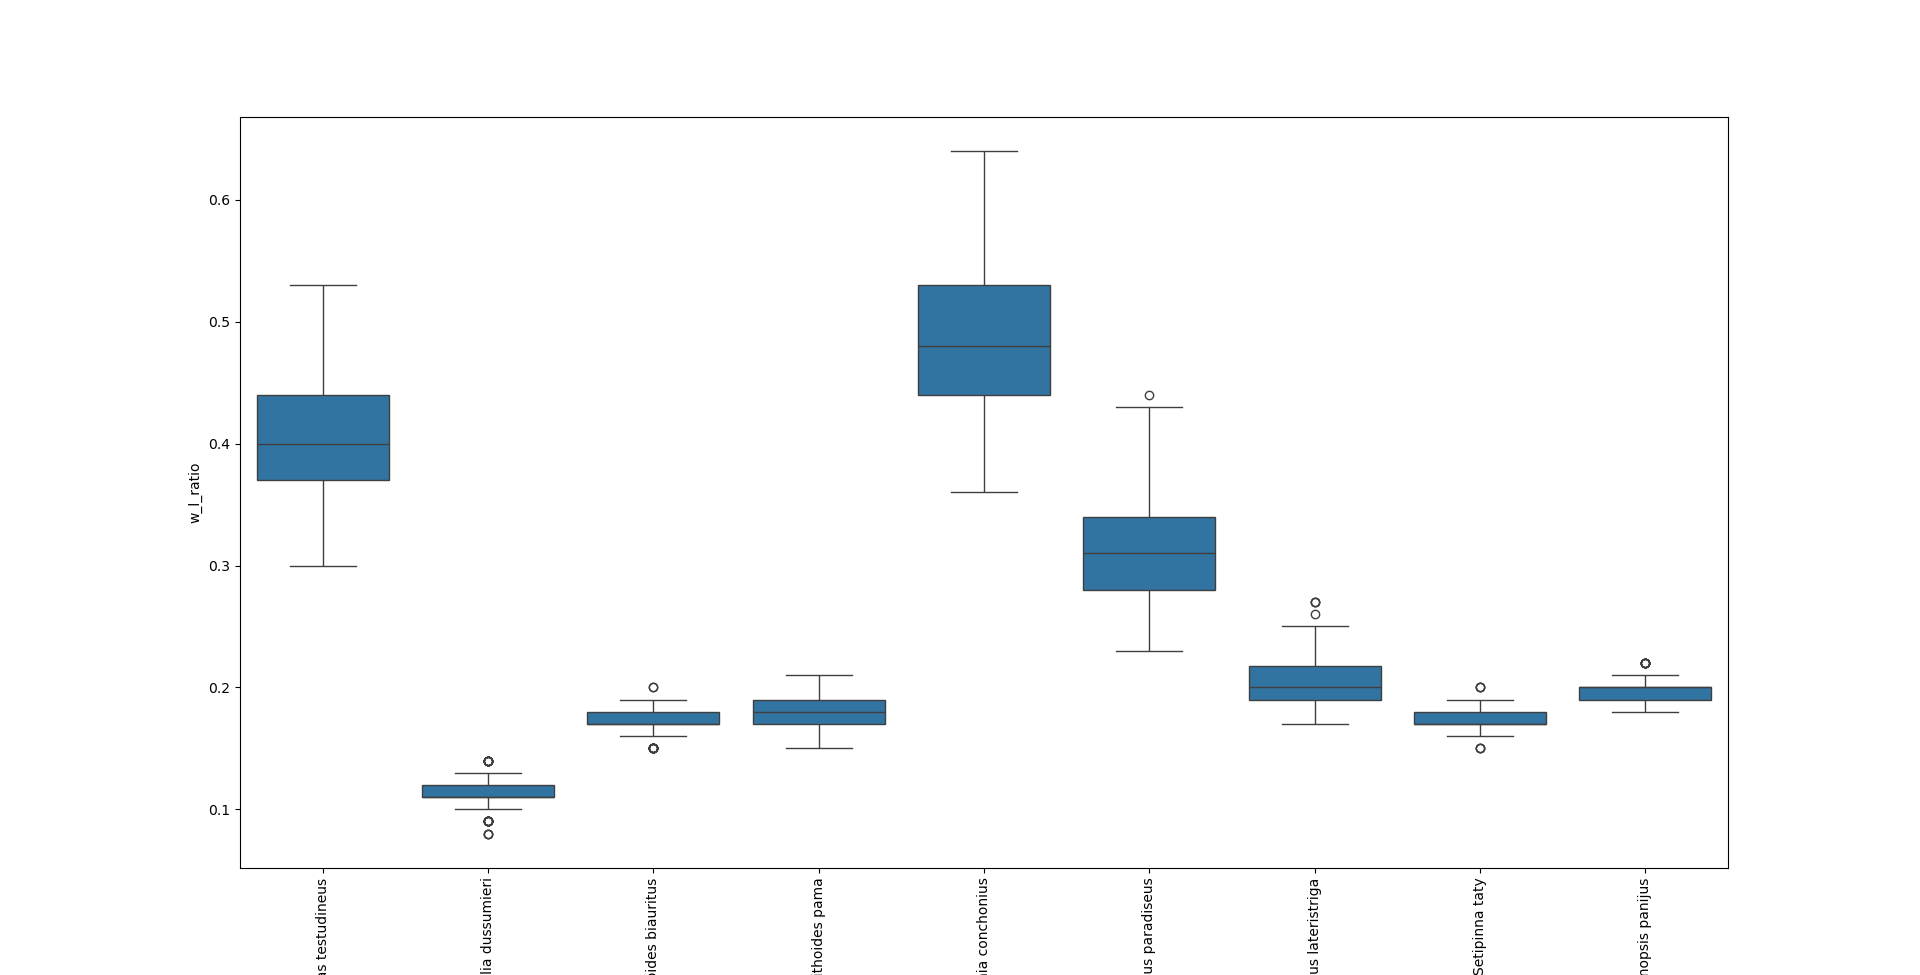 0.6
0.5
0.4
0.3
0.2
0.1
w_l_ratio
as testudineus
lia dussumieri
oides biauritus
thoides pama
nia conchonius
us paradiseus
us lateristriga
Setipinna taty
nopsis panijus